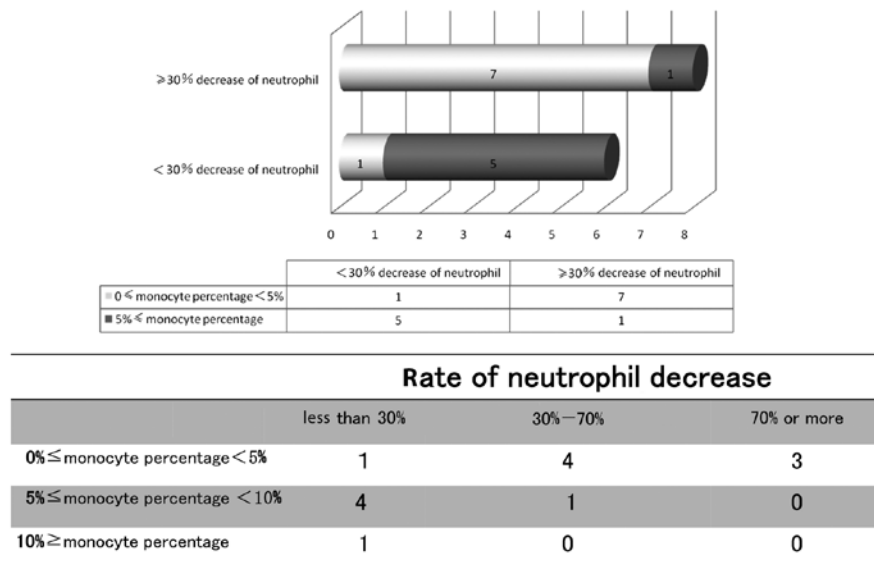 ≥30% decrease of neutrophil
7 1
<30% decrease of neutrophil
1 5
0 1 2 3 4 5 6 7 8
<30% decrease of neutrophil ≥30% decrease of neutrophil
0≤ monocyte percentage<5% 1 7
5%≤ monocyte percentage 5 1
Rate of neutrophil decrease
less than 30% 30%−70% 70% or more
0%≦monocyte percentage<5% 1 4 3
5%≦monocyte percentage <10% 4 1 0
10%≧monocyte percentage 1 0 0